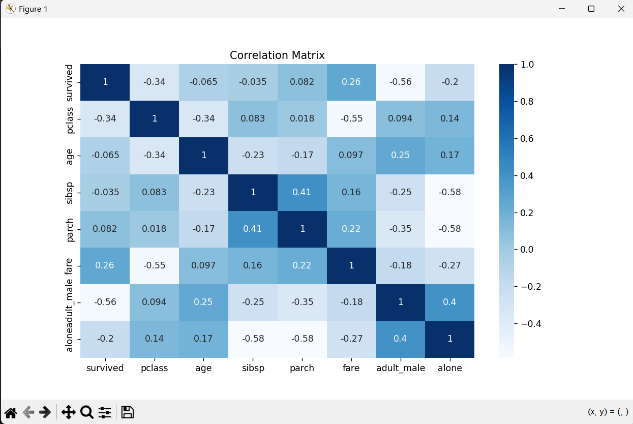 Figure 1
Correlation Matrix
survived 1 -0.34 -0.065 -0.035 0.082 0.26 -0.56 -0.2
pclass -0.34 1 -0.34 0.083 0.018 -0.55 0.094 0.14
age -0.065 -0.34 1 -0.23 -0.17 0.097 0.25 0.17
sibsp -0.035 0.083 -0.23 1 0.41 0.16 -0.25 -0.58
parch 0.082 0.018 -0.17 0.41 1 0.22 -0.35 -0.58
fare 0.26 -0.55 0.097 0.16 0.22 1 -0.18 -0.27
adult_male -0.56 0.094 0.25 -0.25 -0.35 -0.18 1 0.4
alone -0.2 0.14 0.17 -0.58 -0.58 -0.27 0.4 1
survived pclass age sibsp parch fare adult_male alone
1.0
0.8
0.6
0.4
0.2
0.0
−0.2
−0.4
(x, y) = (, )